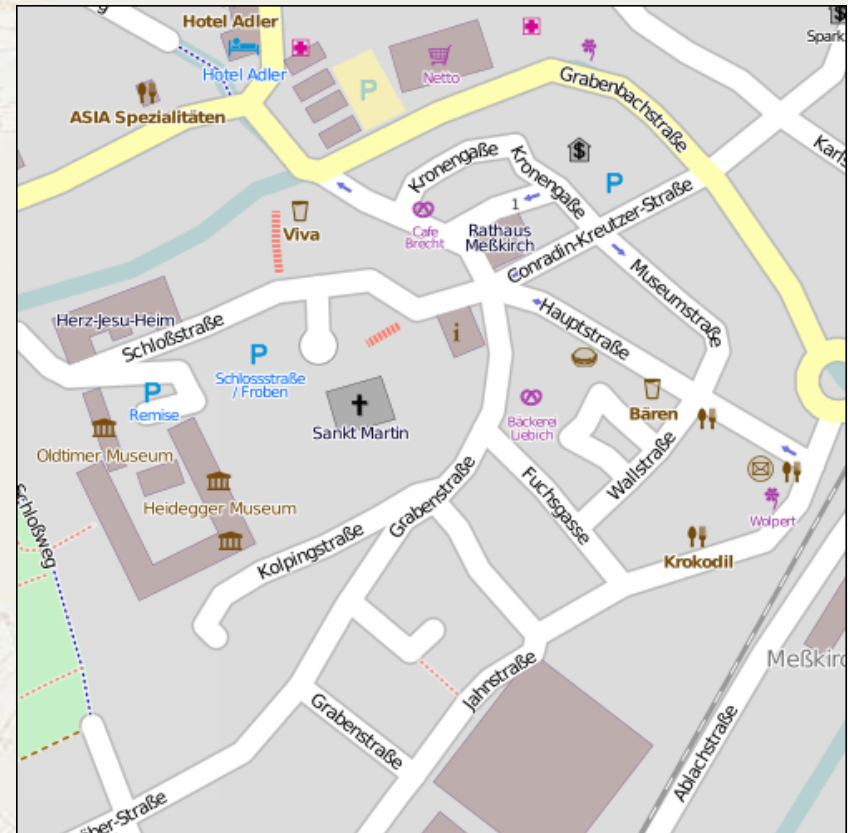 g
Hotel Adler
Hotel Adler
Spark
ASIA Spezialitäten
Netto
P
Grabenbachstraße
Karls
Kronengaße
Kronengaße
$
P
1
Viva
Cafe
Brecht
Rathaus
Meßkirch
Conradin-Kreutzer-Straße
Museumstraße
Herz-Jesu-Heim
Schloßstraße
Hauptstraße
i
P
Schlossstraße
/ Froben
P
Remise
Sankt Martin
Bäckerei
Liebich
Bären
Oldtimer Museum
Heidegger Museum
Grabenstraße
Fuchsgasse
Wallstraße
Wolpert
Schloßweg
Kolpingstraße
Krokodil
Meßkirc
Jahnstraße
Grabenstraße
Ablachstraße
ber-Straße